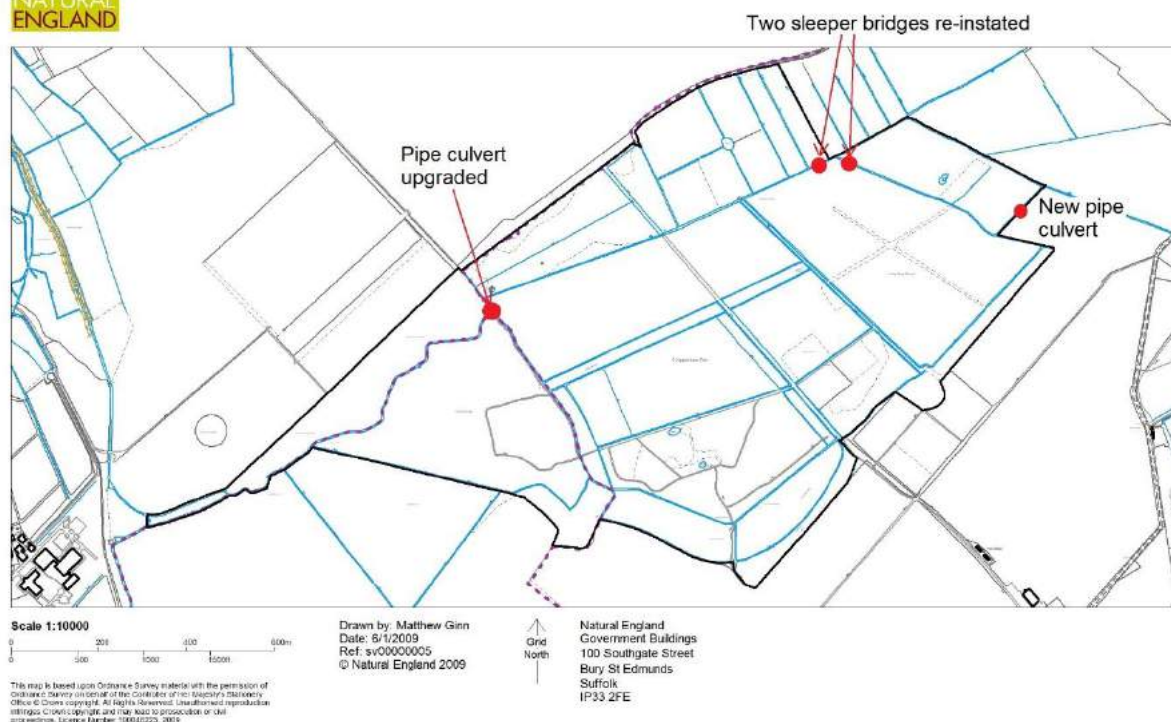 NATURAL
ENGLAND
Two sleeper bridges re-instated
Pipe culvert
upgraded
New pipe
culvert
Scale 1:10000
0 200 400 600m
0 500 1000 1500ft
Drawn by: Matthew Ginn
Date: 6/1/2009
Ref: sv00000005
© Natural England 2009
Grid
North
Natural England
Government Buildings
100 Southgate Street
Bury St Edmunds
Suffolk
IP33 2FE
This map is based upon Ordnance Survey material with the permission of
Ordnance Survey on behalf of the Controller of Her Majesty's Stationery
Office © Crown copyright. All Rights Reserved. Unauthorised reproduction
infringes Crown copyright and may lead to prosecution or civil
proceedings. Licence Number 2009